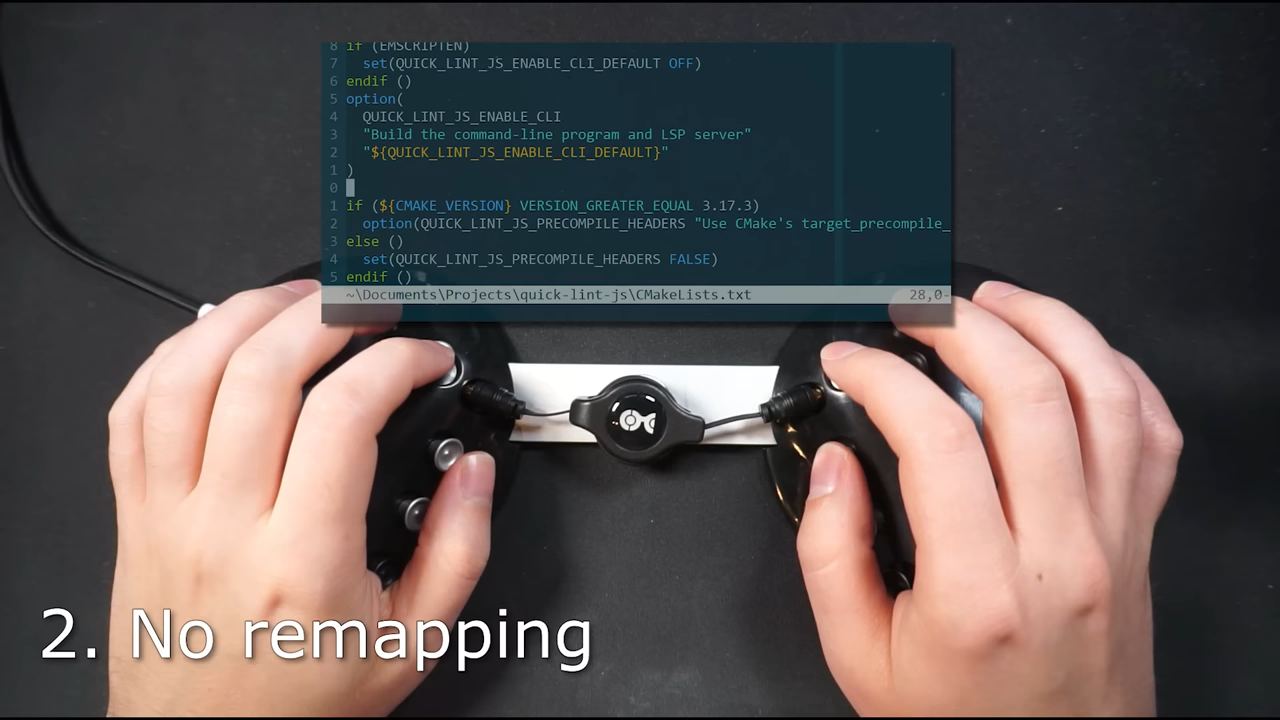 8 if (EMSCRIPTEN)
7 set(QUICK_LINT_JS_ENABLE_CLI_DEFAULT OFF)
6 endif ()
5 option(
4 QUICK_LINT_JS_ENABLE_CLI
3 "Build the command-line program and LSP server"
2 "${QUICK_LINT_JS_ENABLE_CLI_DEFAULT}"
1 )
0
1 if (${CMAKE_VERSION} VERSION_GREATER_EQUAL 3.17.3)
2 option(QUICK_LINT_JS_PRECOMPILE_HEADERS "Use CMake's target_precompile_
3 else ()
4 set(QUICK_LINT_JS_PRECOMPILE_HEADERS FALSE)
5 endif ()
~\Documents\Projects\quick-lint-js\CMakeLists.txt 28,0-
2. No remapping